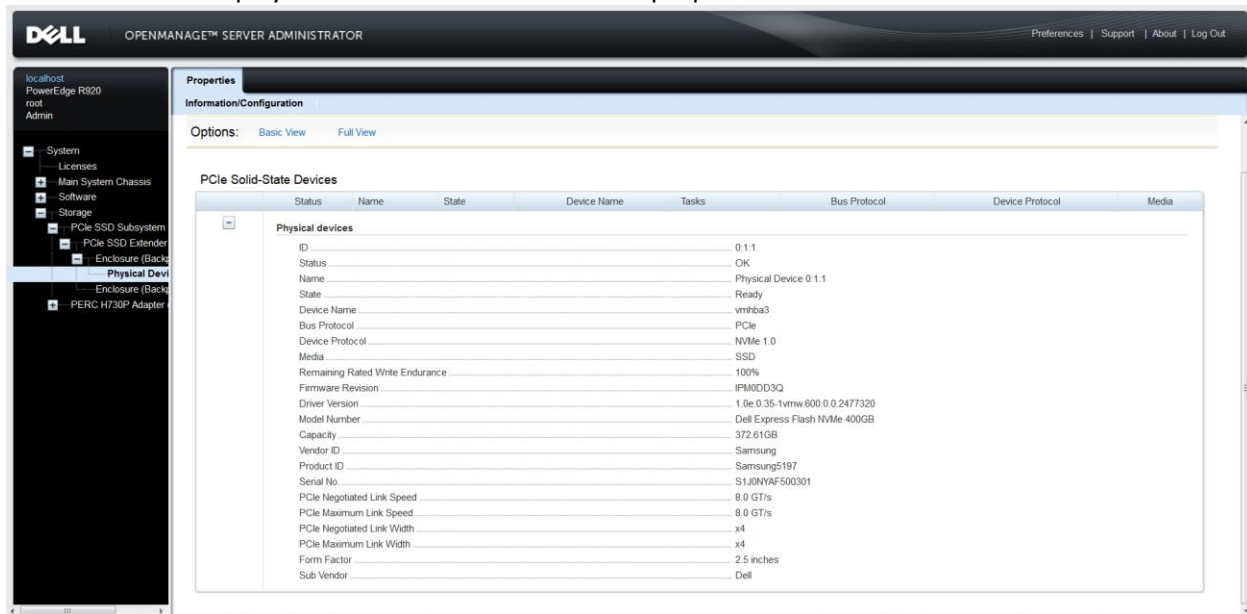 DELL OPENMANAGE™ SERVER ADMINISTRATOR
Preferences | Support | About | Log Out
localhost
PowerEdge R920
root
Admin
System
Licenses
Main System Chassis
Software
Storage
PCIe SSD Subsystem
PCIe SSD Extender
Enclosure (Backp
Physical Devi
Enclosure (Backp
PERC H730P Adapter
Properties
Information/Configuration
Options: Basic View Full View
PCIe Solid-State Devices
Status Name State Device Name Tasks Bus Protocol Device Protocol Media
Physical devices
ID 0:1:1
Status OK
Name Physical Device 0:1:1
State Ready
Device Name vmhba3
Bus Protocol PCIe
Device Protocol NVMe 1.0
Media SSD
Remaining Rated Write Endurance 100%
Firmware Revision IPM0DD3Q
Driver Version 1.0e.0.35-1vmw.600.0.0.2477320
Model Number Dell Express Flash NVMe 400GB
Capacity 372.61GB
Vendor ID Samsung
Product ID Samsung5197
Serial No. S1J0NYAF500301
PCIe Negotiated Link Speed 8.0 GT/s
PCIe Maximum Link Speed 8.0 GT/s
PCIe Negotiated Link Width x4
PCIe Maximum Link Width x4
Form Factor 2.5 inches
Sub Vendor Dell